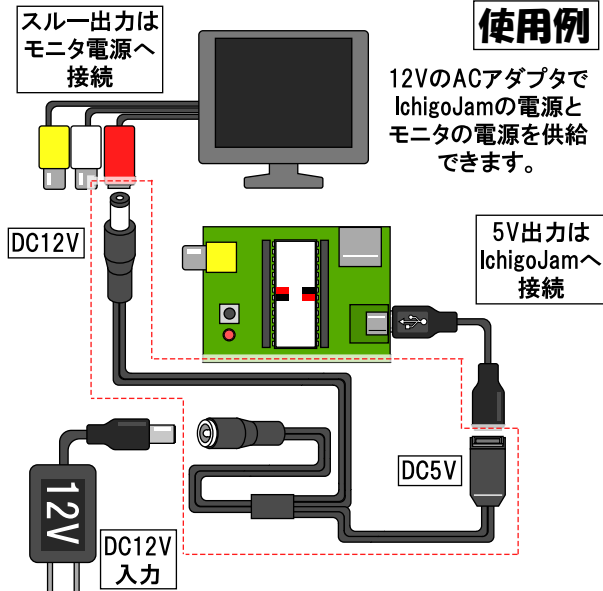 スルー出力は
モニタ電源へ
接続
使用例
12VのACアダプタで
IchigoJamの電源と
モニタの電源を供給
できます。
DC12V
5V出力は
IchigoJamへ
接続
DC5V
12V
DC12V
入力